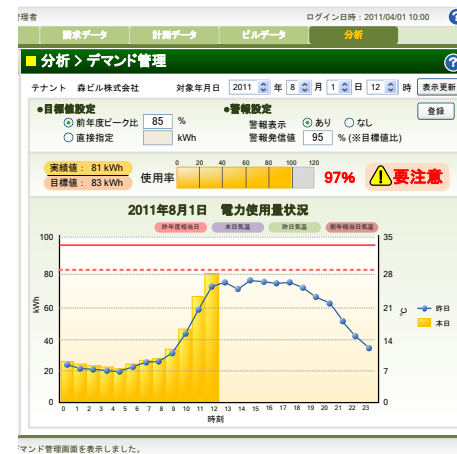 理者 ログイン日時：2011/04/01 10:00 ?
請求データ 計測データ ビルデータ 分析
分析 > デマンド管理 ?
テナント 森ビル株式会社 対象年月日 2011 年 8 月 1 日 12 時 表示更新
●目標値設定 ●警報設定 登録
前年度ピーク比 85 % 警報表示 あり なし
直接指定 kWh 警報発信値 95 % (※目標値比)
実績値： 81 kWh
目標値： 83 kWh
使用率
0 20 40 60 80 100 120
97% 要注意
2011年8月1日 電力使用量状況
昨年度相当日 本日気温 昨日気温 前年相当日気温
100 35
80 28
60 21
40 14
20 7
0 0
kWh
℃
昨日
本日
0 1 2 3 4 5 6 7 8 9 10 11 12 13 14 15 16 17 18 19 20 21 22 23
時刻
マンド管理画面を表示しました。